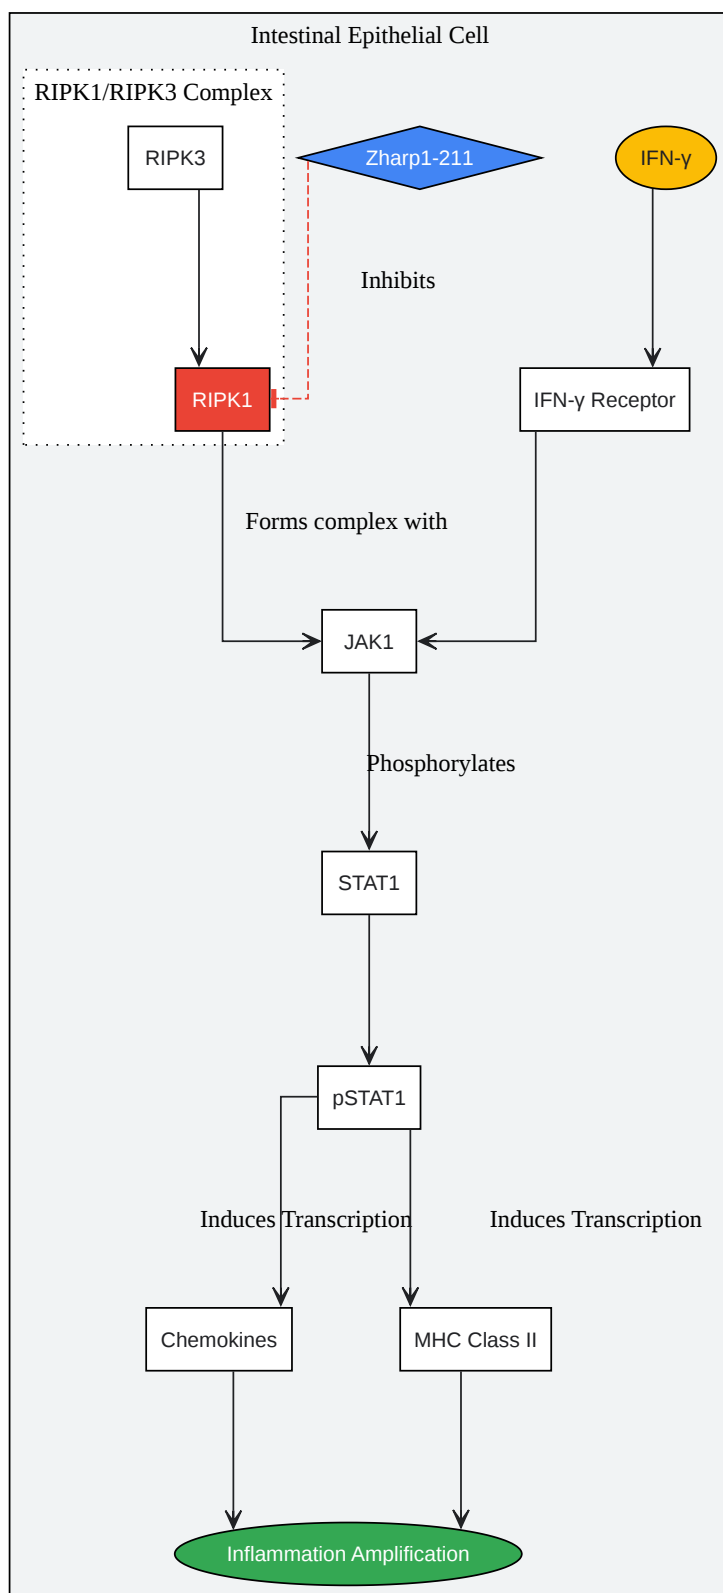 Intestinal Epithelial Cell
RIPK1/RIPK3 Complex
RIPK3
Zharp1-211
IFN-γ
Inhibits
RIPK1
IFN-γ Receptor
Forms complex with
JAK1
Phosphorylates
STAT1
pSTAT1
Induces Transcription
Induces Transcription
Chemokines
MHC Class II
Inflammation Amplification